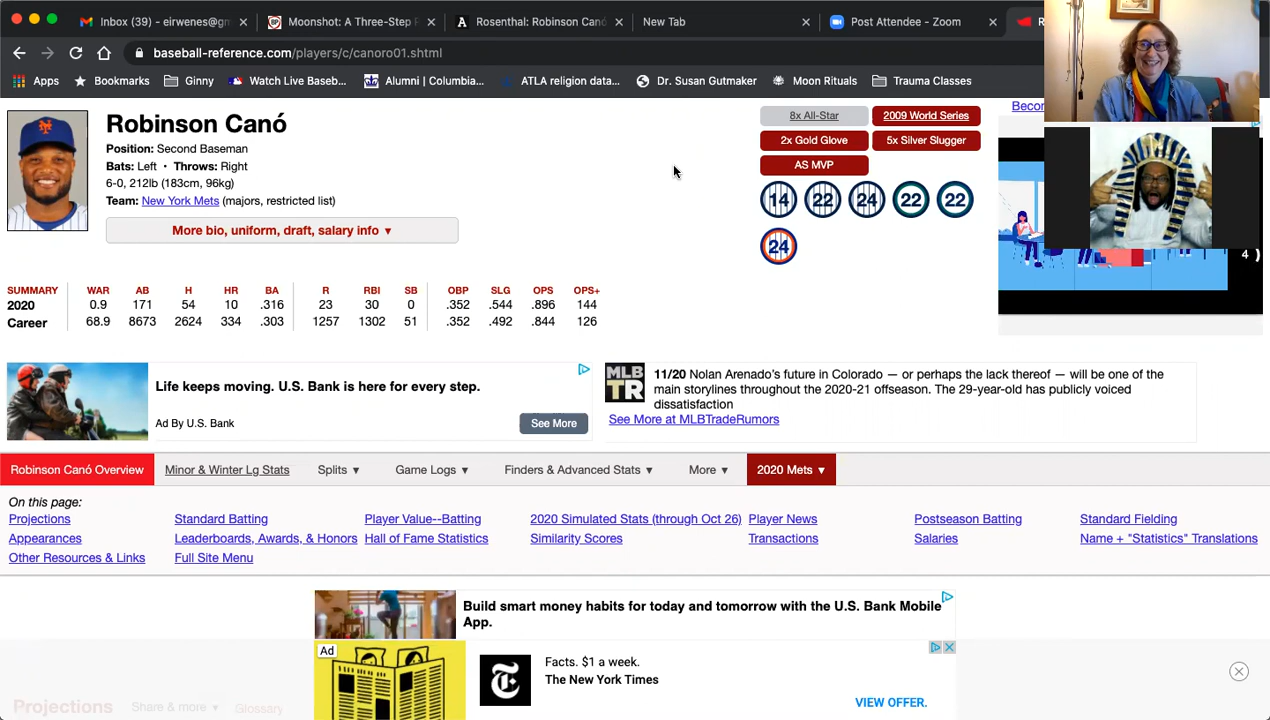 Inbox (39) - eirwenes@gm
Moonshot: A Three-Step
Rosenthal: Robinson Canó
New Tab
Post Attendee - Zoom
baseball-reference.com/players/c/canoro01.shtml
Apps
Bookmarks
Ginny
Watch Live Baseb...
Alumni | Columbia...
ATLA religion data...
Dr. Susan Gutmaker
Moon Rituals
Trauma Classes
Robinson Canó
Position: Second Baseman
Bats: Left • Throws: Right
6-0, 212lb (183cm, 96kg)
Team: New York Mets (majors, restricted list)
More bio, uniform, draft, salary info ▼
8x All-Star
2009 World Series
2x Gold Glove
5x Silver Slugger
AS MVP
14 22 24 22 22
24
Becor
4
SUMMARY WAR AB H HR BA R RBI SB OBP SLG OPS OPS+
2020 0.9 171 54 10 .316 23 30 0 .352 .544 .896 144
Career 68.9 8673 2624 334 .303 1257 1302 51 .352 .492 .844 126
Life keeps moving. U.S. Bank is here for every step.
Ad By U.S. Bank
See More
MLB
TR
11/20 Nolan Arenado's future in Colorado — or perhaps the lack thereof — will be one of the
main storylines throughout the 2020-21 offseason. The 29-year-old has publicly voiced
dissatisfaction
See More at MLBTradeRumors
Robinson Canó Overview
Minor & Winter Lg Stats
Splits ▼
Game Logs ▼
Finders & Advanced Stats ▼
More ▼
2020 Mets ▼
On this page:
Projections
Standard Batting
Player Value--Batting
2020 Simulated Stats (through Oct 26)
Player News
Postseason Batting
Standard Fielding
Appearances
Leaderboards, Awards, & Honors
Hall of Fame Statistics
Similarity Scores
Transactions
Salaries
Name + "Statistics" Translations
Other Resources & Links
Full Site Menu
Build smart money habits for today and tomorrow with the U.S. Bank Mobile
App.
Ad
Facts. $1 a week.
The New York Times
VIEW OFFER.
Projections
Share & more ▼
Glossary